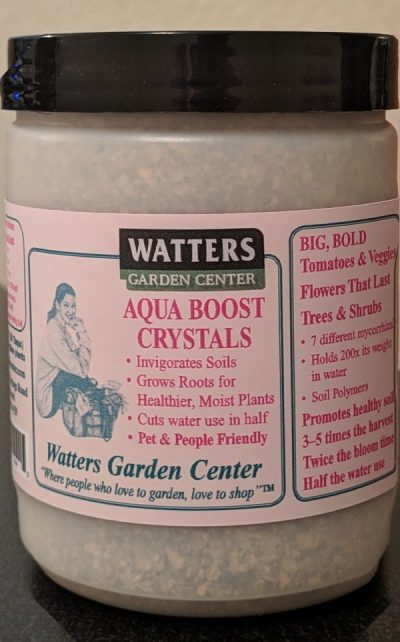 WATTERS
GARDEN CENTER
AQUA BOOST
CRYSTALS
• Invigorates Soils
• Grows Roots for
Healthier, Moist Plants
• Cuts water use in half
• Pet & People Friendly
Watters Garden Center
"Where people who love to garden, love to shop"™
BIG, BOLD
Tomatoes & Veggies
Flowers That Last
Trees & Shrubs
• 7 different mycorrhiza
• Holds 200x its weight
in water
• Soil Polymers
Promotes healthy soil
3–5 times the harvest
Twice the bloom time
Half the water use